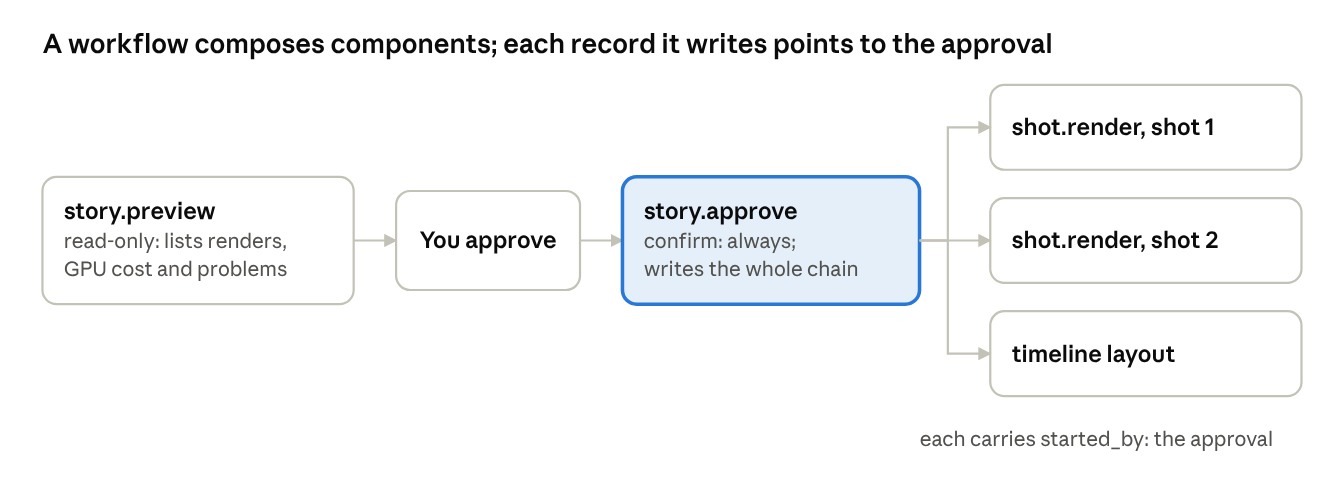 A workflow composes components; each record it writes points to the approval
story.preview
read-only: lists renders,
GPU cost and problems
You approve
story.approve
confirm: always;
writes the whole chain
shot.render, shot 1
shot.render, shot 2
timeline layout
each carries started_by: the approval